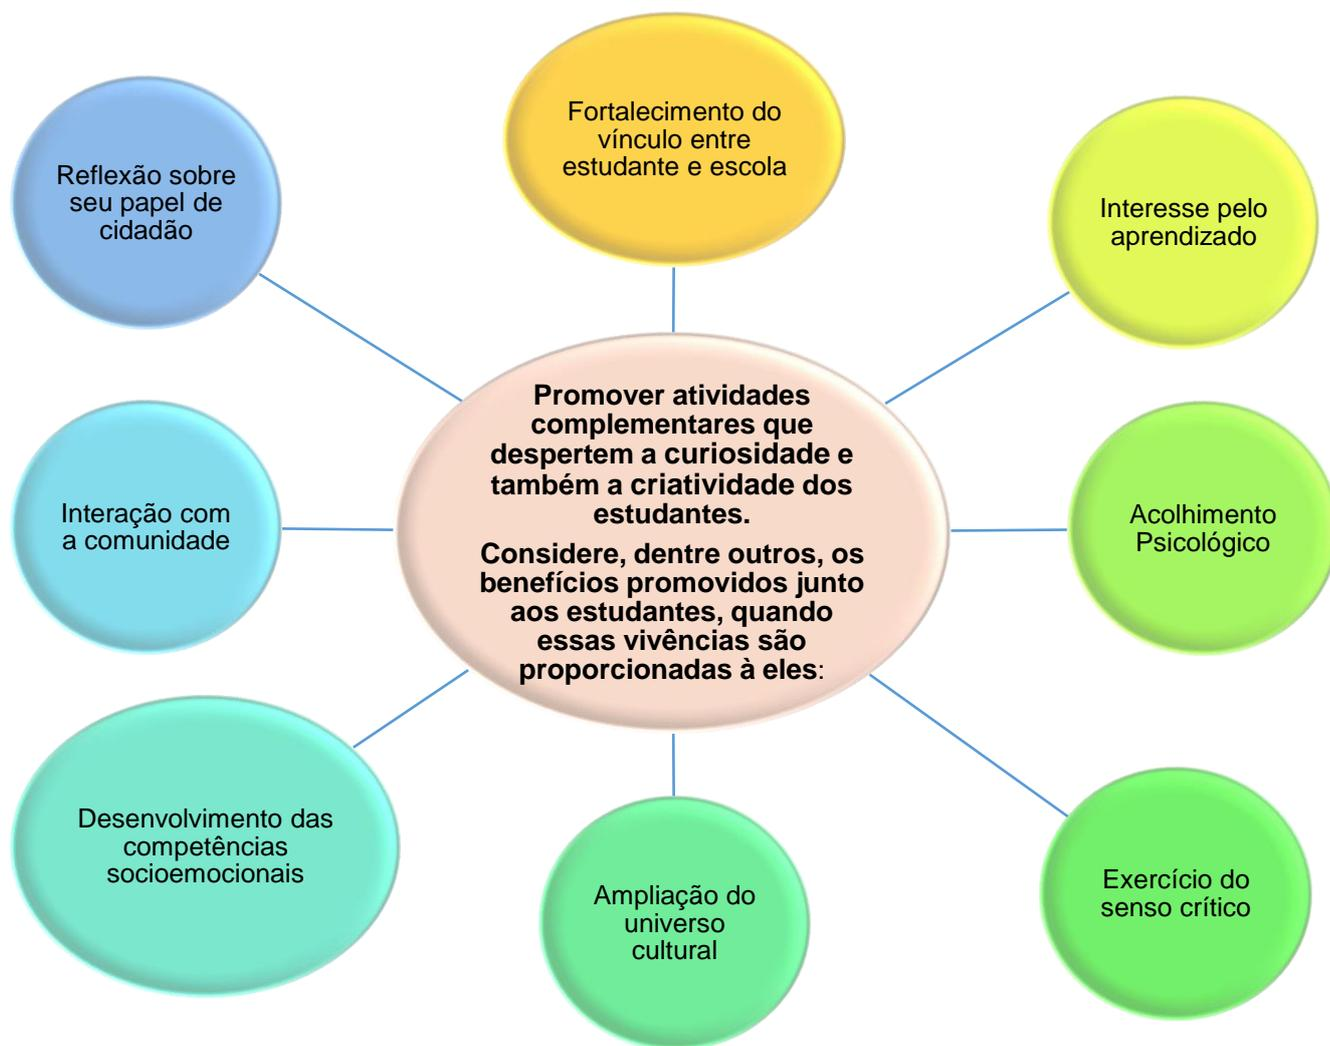 Fortalecimento do
vínculo entre
estudante e escola
Interesse pelo
aprendizado
Acolhimento
Psicológico
Exercício do
senso crítico
Ampliação do
universo
cultural
Desenvolvimento das
competências
socioemocionais
Interação com
a comunidade
Reflexão sobre
seu papel de
cidadão
Promover atividades
complementares que
despertem a curiosidade e
também a criatividade dos
estudantes.
Considere, dentre outros, os
benefícios promovidos junto
aos estudantes, quando
essas vivências são
proporcionadas à eles: